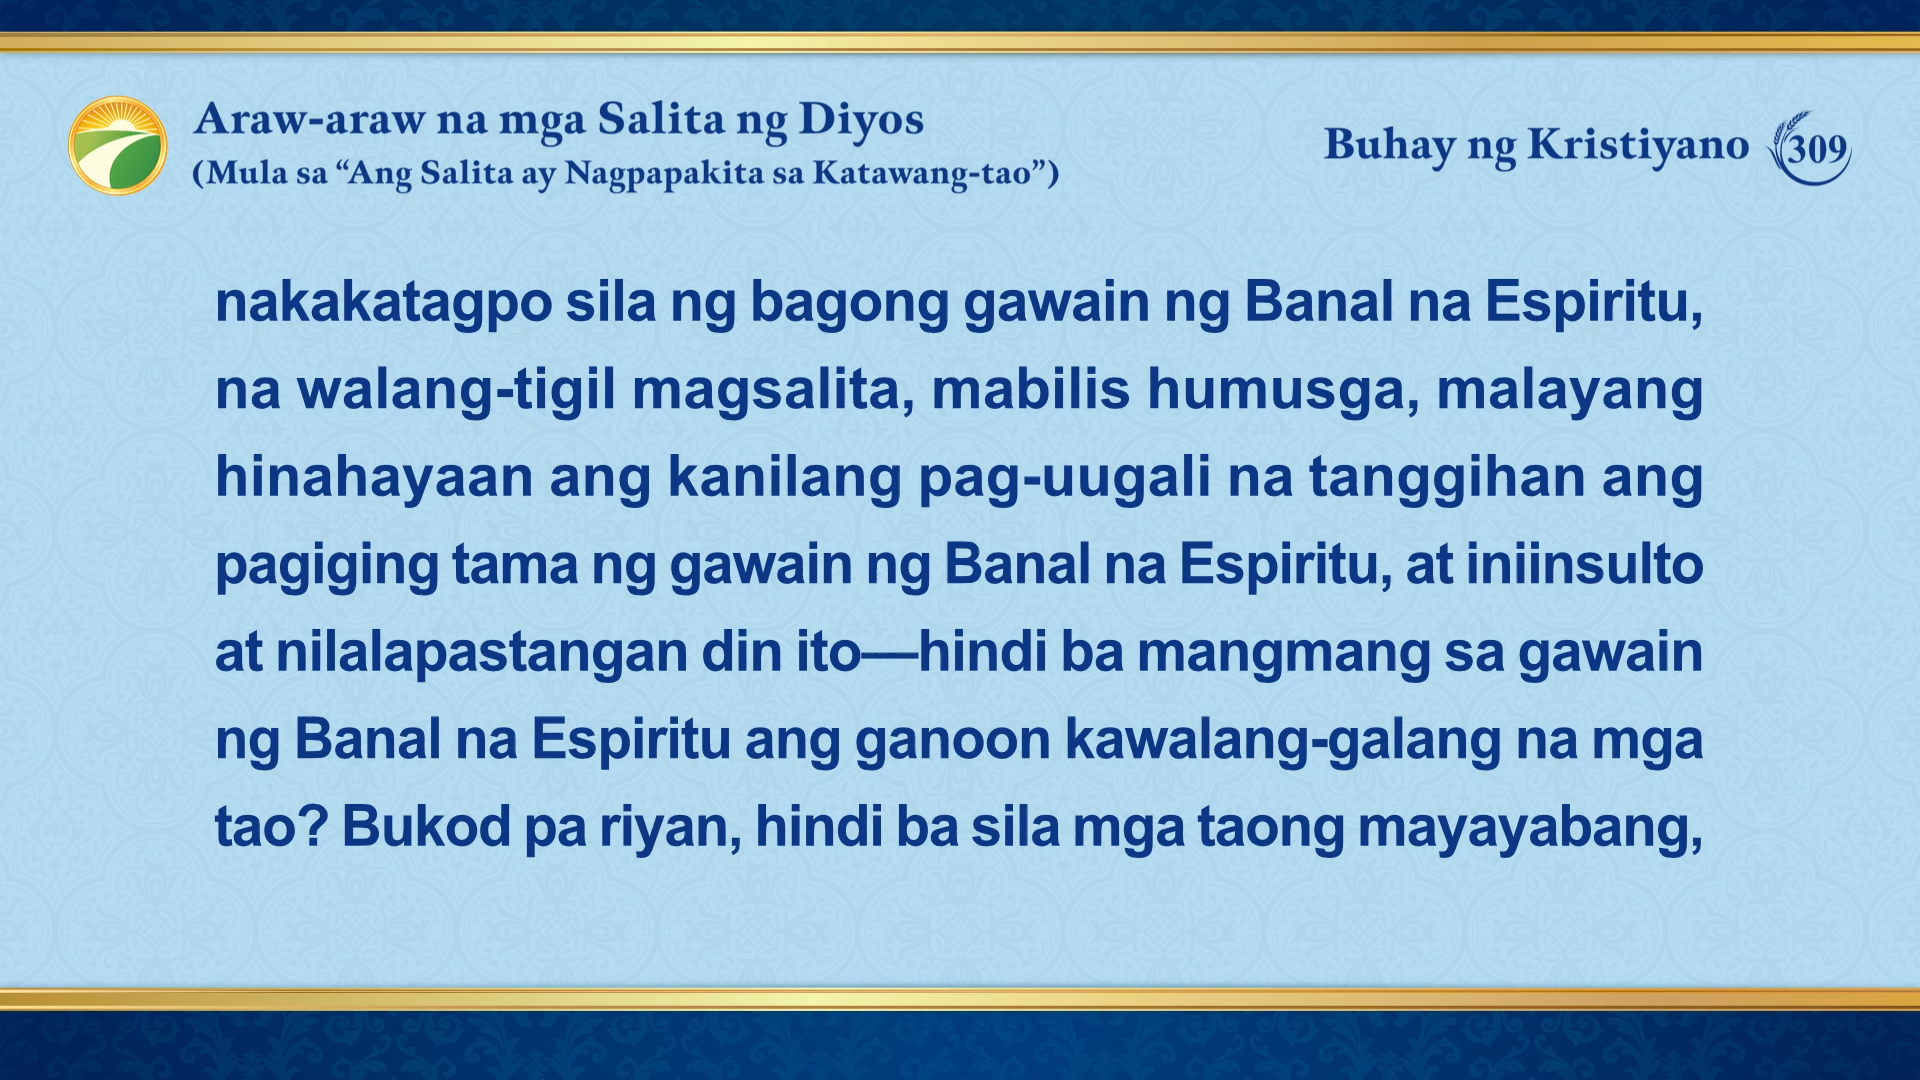 Araw-araw na mga Salita ng Diyos
(Mula sa “Ang Salita ay Nagpapakita sa Katawang-tao”)
Buhay ng Kristiyano 309
nakakatagpo sila ng bagong gawain ng Banal na Espiritu,
na walang-tigil magsalita, mabilis humusga, malayang
hinahayaan ang kanilang pag-uugali na tanggihan ang
pagiging tama ng gawain ng Banal na Espiritu, at iniinsulto
at nilalapastangan din ito—hindi ba mangmang sa gawain
ng Banal na Espiritu ang ganoon kawalang-galang na mga
tao? Bukod pa riyan, hindi ba sila mga taong mayayabang,